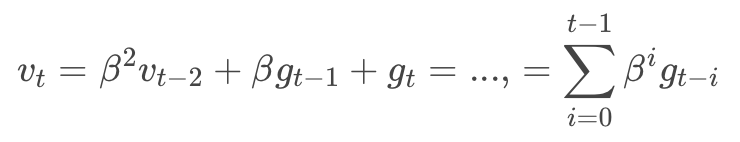 v_t = β^2 v_{t-2} + β g_{t-1} + g_t = ..., = \sum_{i=0}^{t-1} β^i g_{t-i}